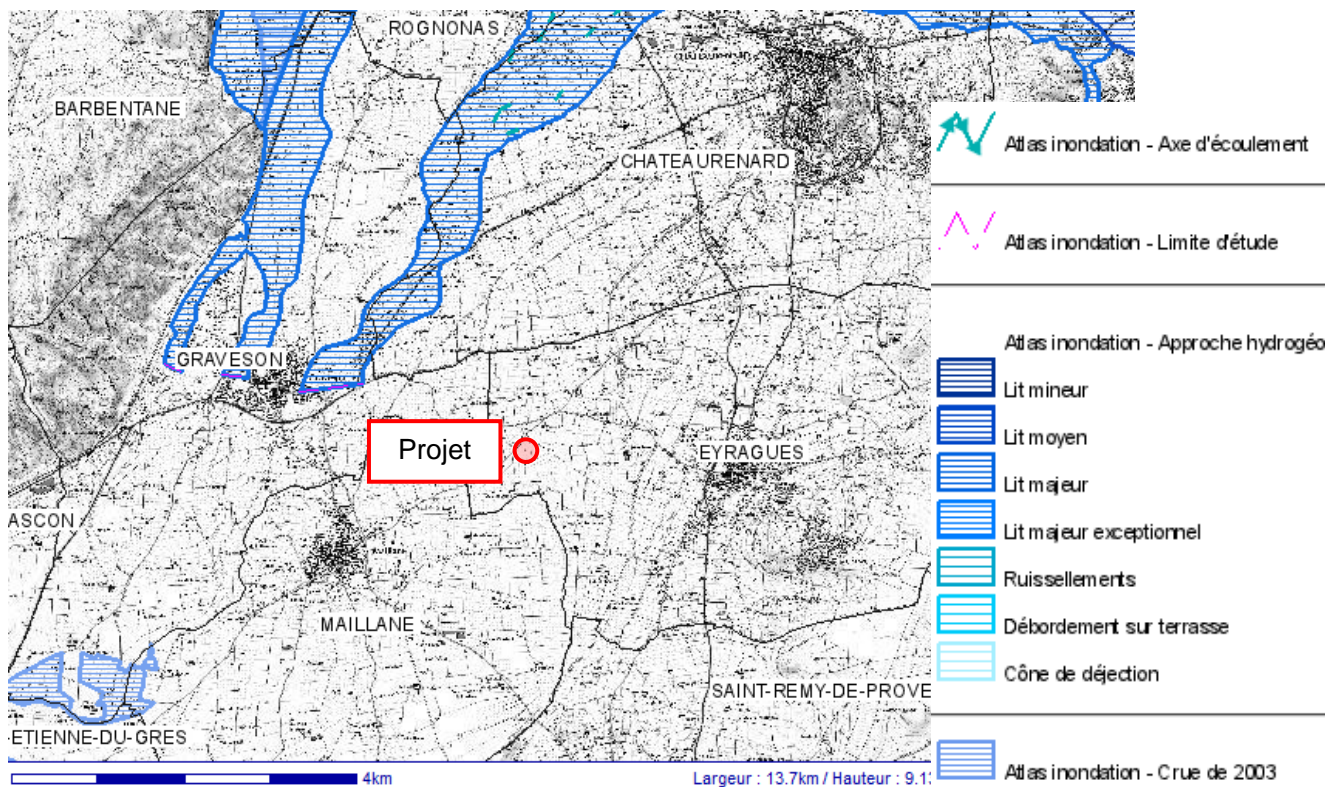 ROGNONAS
BARBENTANE
CHATEAURENARD
GRAVESON
Projet
EYRAGUES
ASCON
MAILLANE
SAINT-REMY-DE-PROVE
-ETIENNE-DU-GRES
4km
Largeur : 13.7km / Hauteur : 9.13
Atlas inondation - Axe d'écoulement
Atlas inondation - Limite d'étude
Atlas inondation - Approche hydrogéo
Lit mineur
Lit moyen
Lit majeur
Lit majeur exceptionnel
Ruissellements
Débordement sur terrasse
Cône de déjection
Atlas inondation - Crue de 2003